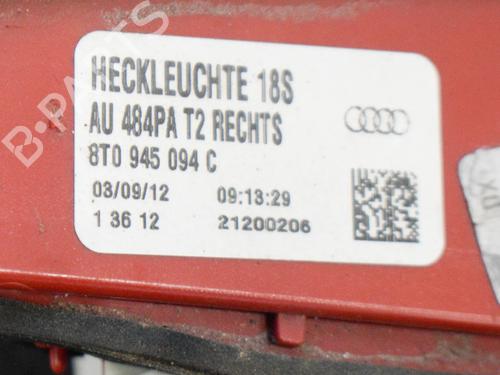 HECKLEUCHTE 18S
AU 484PA T2 RECHTS
8T0 945 094 C
03/09/12 09:13:29
1 36 12 21200206
B-PARTS